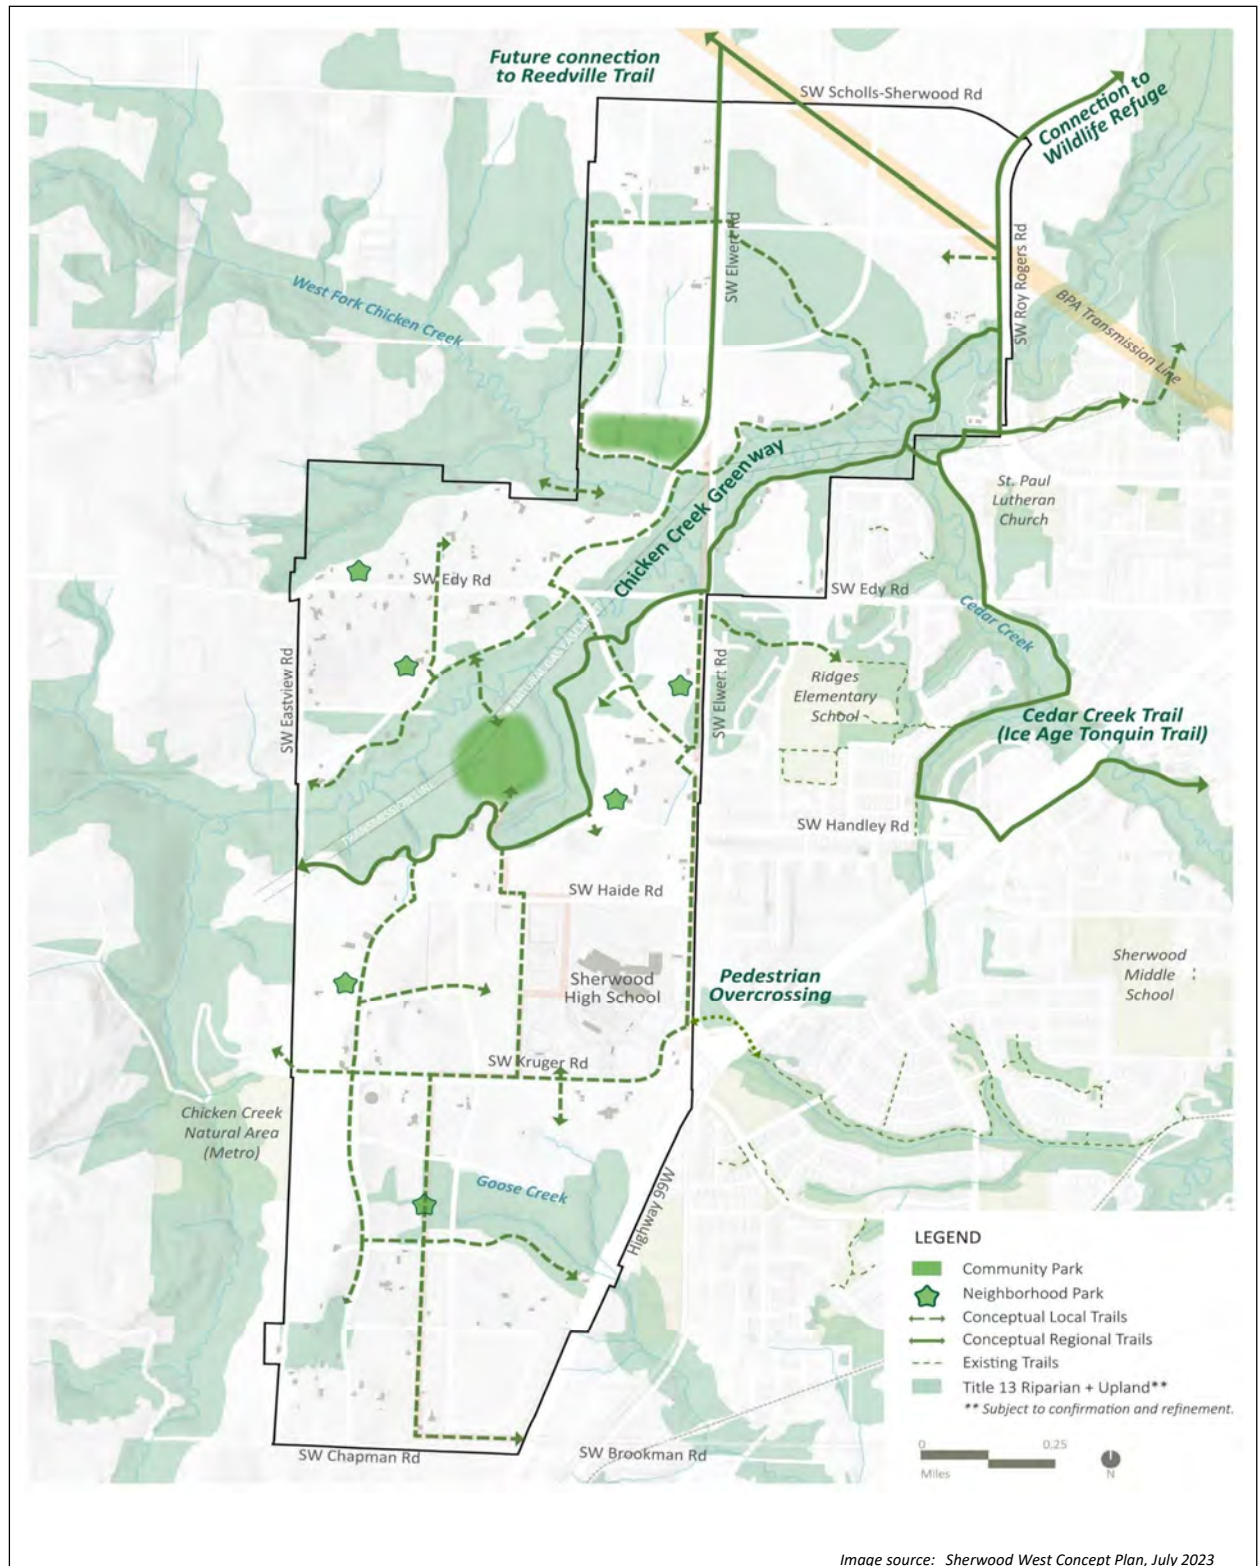 Future connection
to Reedville Trail
SW Scholls-Sherwood Rd
Connection to
Wildlife Refuge
SW Elwert Rd
SW Roy Rogers Rd
West Fork Chicken Creek
BPA Transmission Line
Chicken Creek Greenway
St. Paul
Lutheran
Church
SW Edy Rd
SW Edy Rd
Cedar Creek
SW Eastview Rd
SW Elwert Rd
Ridges
Elementary
School
Cedar Creek Trail
(Ice Age Tonquin Trail)
SW Handley Rd
SW Haide Rd
Sherwood
High School
Pedestrian
Overcrossing
Sherwood
Middle
School
SW Kruger Rd
Chicken Creek
Natural Area
(Metro)
Goose Creek
Highway 99W
LEGEND
Community Park
Neighborhood Park
Conceptual Local Trails
Conceptual Regional Trails
Existing Trails
Title 13 Riparian + Upland**
** Subject to confirmation and refinement.
0 0.25
Miles
N
SW Chapman Rd
SW Brookman Rd
Image source: Sherwood West Concept Plan, July 2023